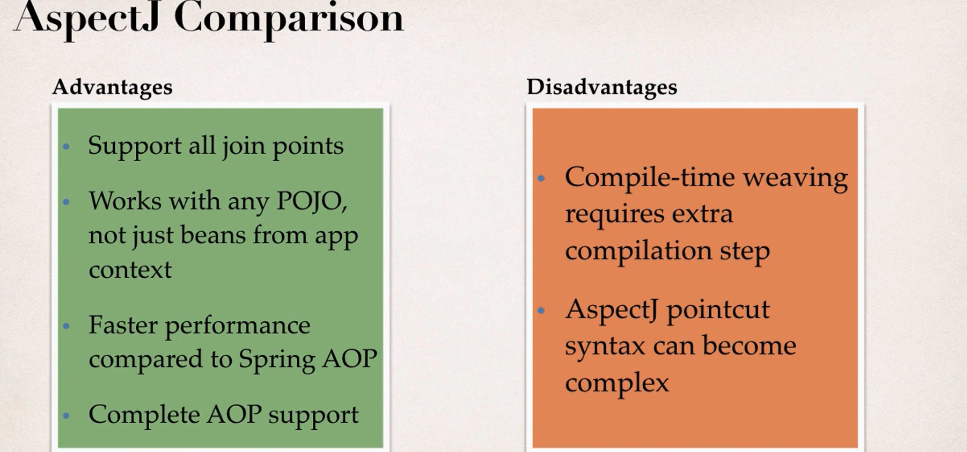 AspectJ Comparison
Advantages
• Support all join points
• Works with any POJO,
not just beans from app
context
• Faster performance
compared to Spring AOP
• Complete AOP support
Disadvantages
• Compile-time weaving
requires extra
compilation step
• AspectJ pointcut
syntax can become
complex